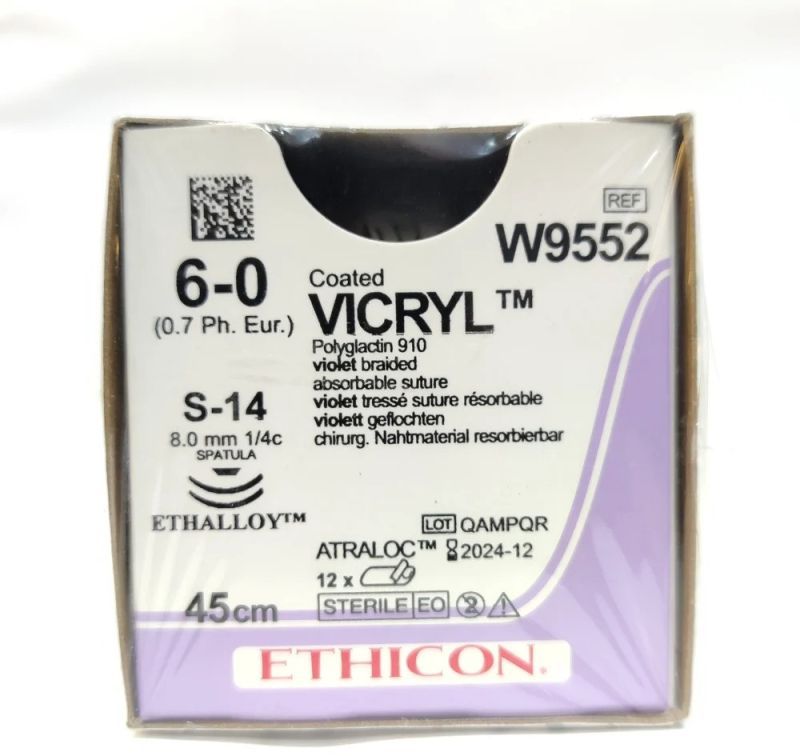 REF
W9552
6-0
(0.7 Ph. Eur.)
Coated
VICRYL™
Polyglactin 910
violet braided
absorbable suture
violet tressé suture résorbable
violett geflochten
chirurg. Nahtmaterial resorbierbar
S-14
8.0 mm 1/4c
SPATULA
ETHALLOY™
LOT QAMPQR
ATRALOC™ 2024-12
12 x
45cm
STERILE EO 2
ETHICON.